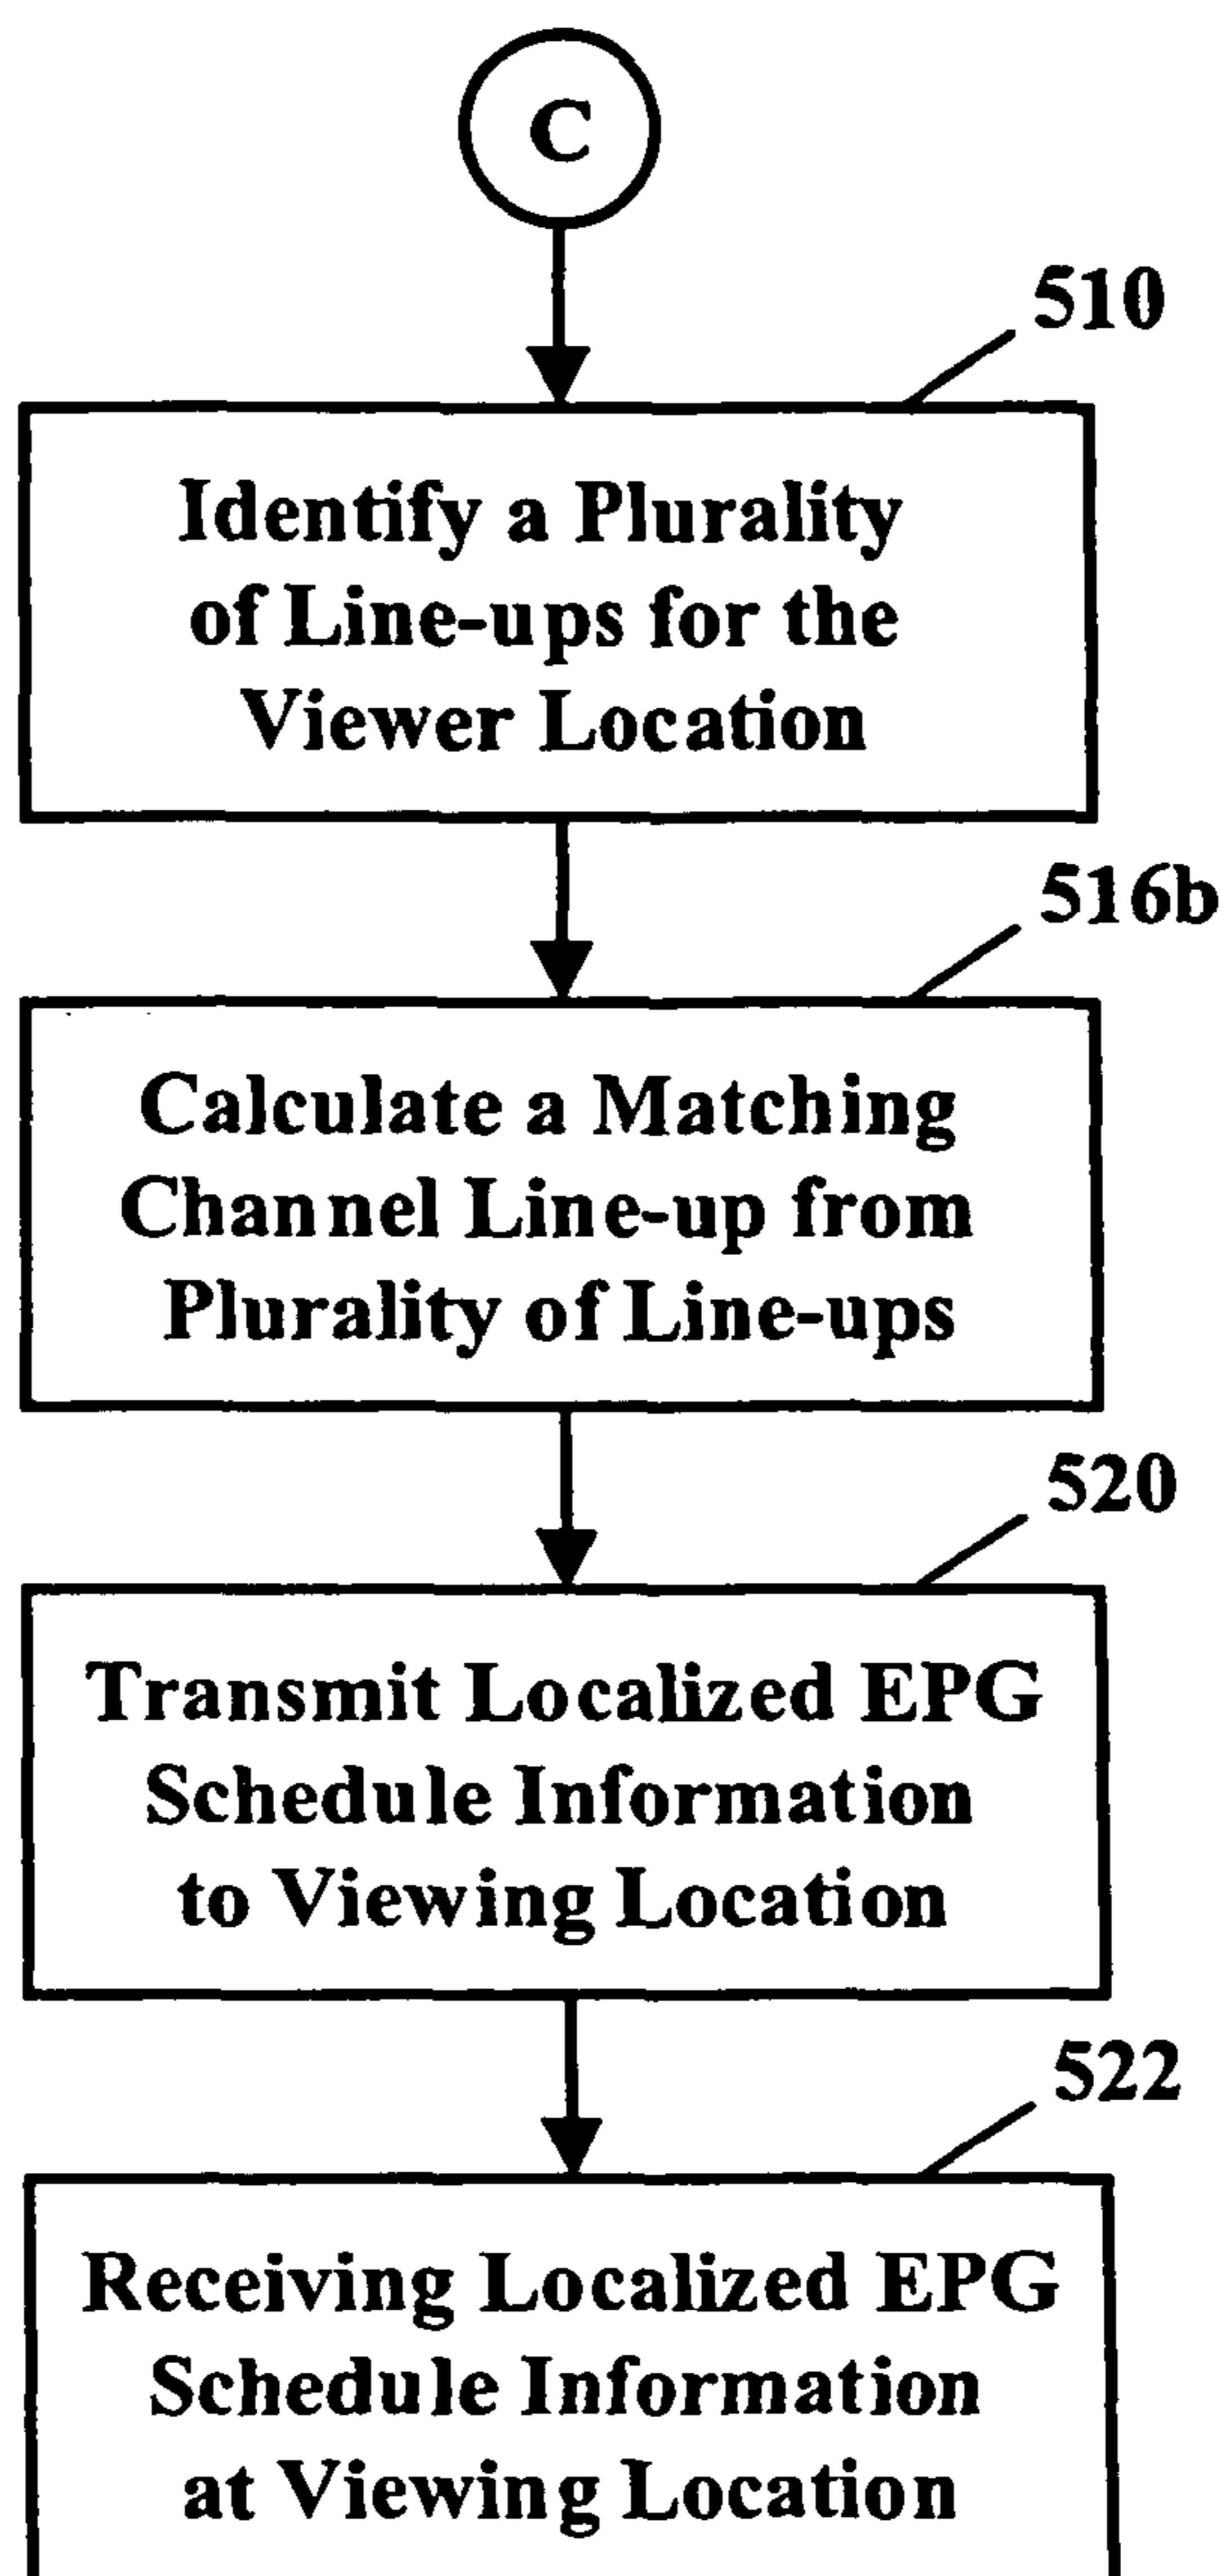 C
510
Identify a Plurality
of Line-ups for the
Viewer Location
516b
Calculate a Matching
Channel Line-up from
Plurality of Line-ups
520
Transmit Localized EPG
Schedule Information
to Viewing Location
522
Receiving Localized EPG
Schedule Information
at Viewing Location